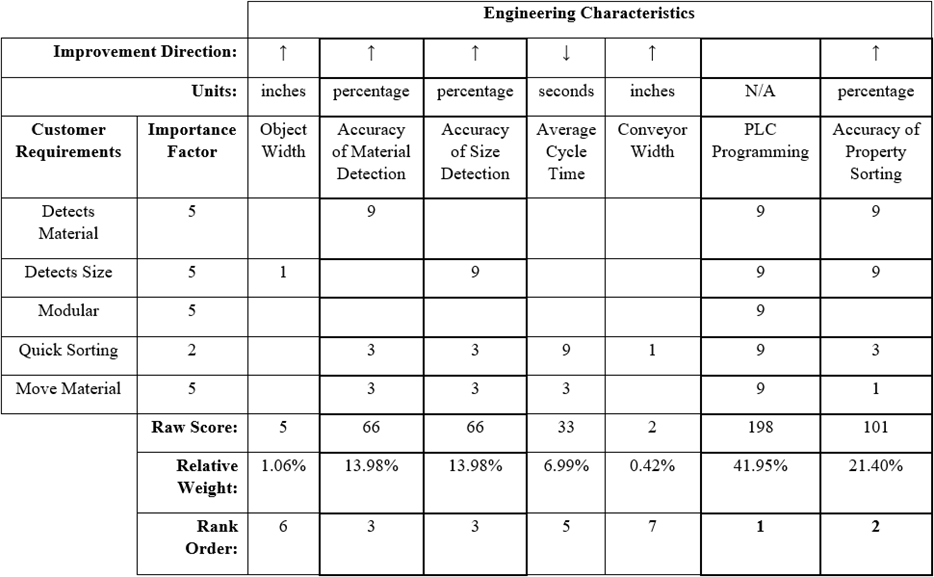 Engineering Characteristics
Improvement Direction: ↑ ↑ ↑ ↓ ↑ ↑
Units: inches percentage percentage seconds inches N/A percentage
Customer Importance Object Accuracy Accuracy Average Conveyor PLC Accuracy of
Requirements Factor Width of Material of Size Cycle Width Programming Property
Detection Detection Time Sorting
Detects 5 9 9 9
Material
Detects Size 5 1 9 9 9
Modular 5 9
Quick Sorting 2 3 3 9 1 9 3
Move Material 5 3 3 3 9 1
Raw Score: 5 66 66 33 2 198 101
Relative 1.06% 13.98% 13.98% 6.99% 0.42% 41.95% 21.40%
Weight:
Rank 6 3 3 5 7 1 2
Order: